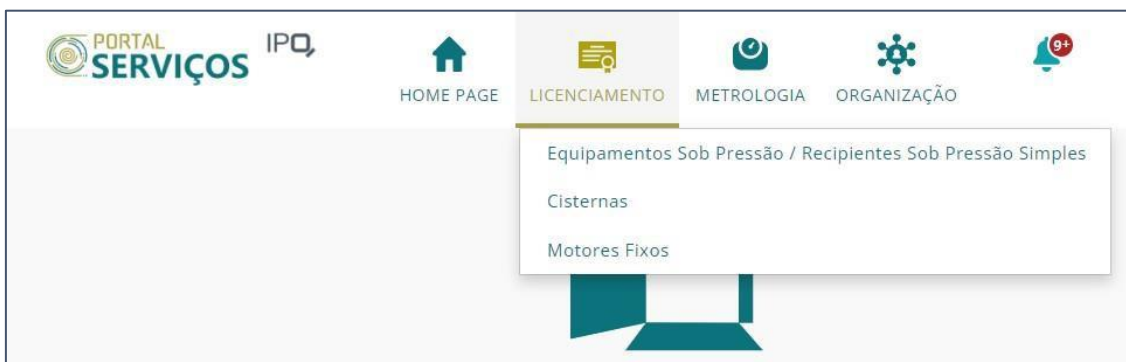 PORTAL
SERVIÇOS
IPQ
HOME PAGE
LICENCIAMENTO
METROLOGIA
ORGANIZAÇÃO
9+
Equipamentos Sob Pressão / Recipientes Sob Pressão Simples
Cisternas
Motores Fixos